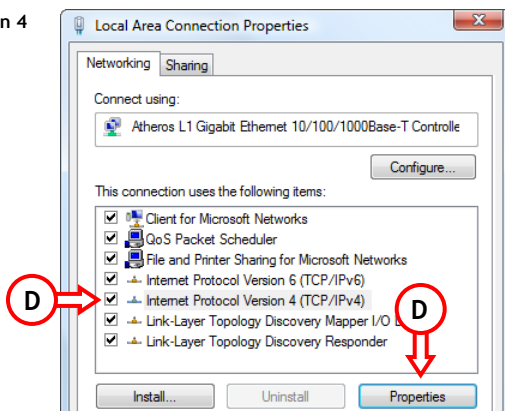 n 4
Local Area Connection Properties
Networking Sharing
Connect using:
Atheros L1 Gigabit Ethernet 10/100/1000Base-T Controlle
Configure...
This connection uses the following items:
Client for Microsoft Networks
QoS Packet Scheduler
File and Printer Sharing for Microsoft Networks
Internet Protocol Version 6 (TCP/IPv6)
D Internet Protocol Version 4 (TCP/IPv4) D
Link-Layer Topology Discovery Mapper I/O
Link-Layer Topology Discovery Responder
Install... Uninstall Properties